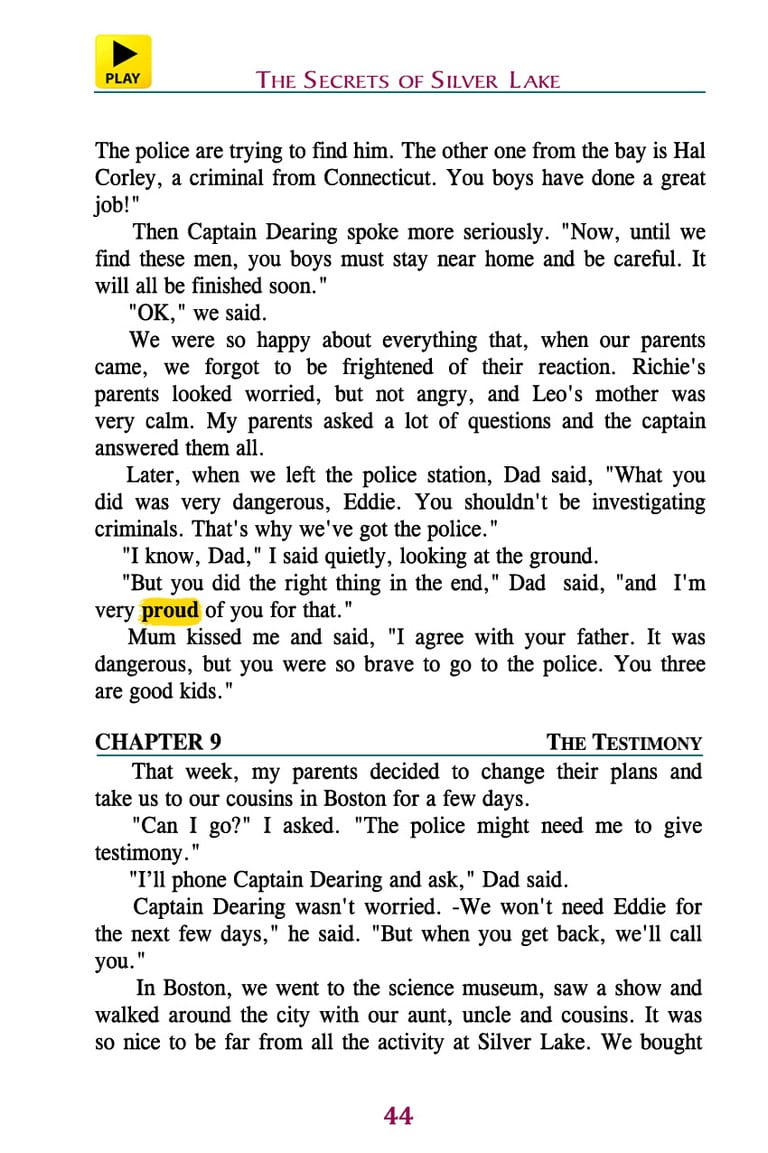 PLAY
THE SECRETS OF SILVER LAKE
The police are trying to find him. The other one from the bay is Hal
Corley, a criminal from Connecticut. You boys have done a great
job!"
Then Captain Dearing spoke more seriously. "Now, until we
find these men, you boys must stay near home and be careful. It
will all be finished soon."
"OK," we said.
We were so happy about everything that, when our parents
came, we forgot to be frightened of their reaction. Richie's
parents looked worried, but not angry, and Leo's mother was
very calm. My parents asked a lot of questions and the captain
answered them all.
Later, when we left the police station, Dad said, "What you
did was very dangerous, Eddie. You shouldn't be investigating
criminals. That's why we've got the police."
"I know, Dad," I said quietly, looking at the ground.
"But you did the right thing in the end," Dad said, "and I'm
very proud of you for that."
Mum kissed me and said, "I agree with your father. It was
dangerous, but you were so brave to go to the police. You three
are good kids."
CHAPTER 9 THE TESTIMONY
That week, my parents decided to change their plans and
take us to our cousins in Boston for a few days.
"Can I go?" I asked. "The police might need me to give
testimony."
"I’ll phone Captain Dearing and ask," Dad said.
Captain Dearing wasn't worried. -We won't need Eddie for
the next few days," he said. "But when you get back, we'll call
you."
In Boston, we went to the science museum, saw a show and
walked around the city with our aunt, uncle and cousins. It was
so nice to be far from all the activity at Silver Lake. We bought
44